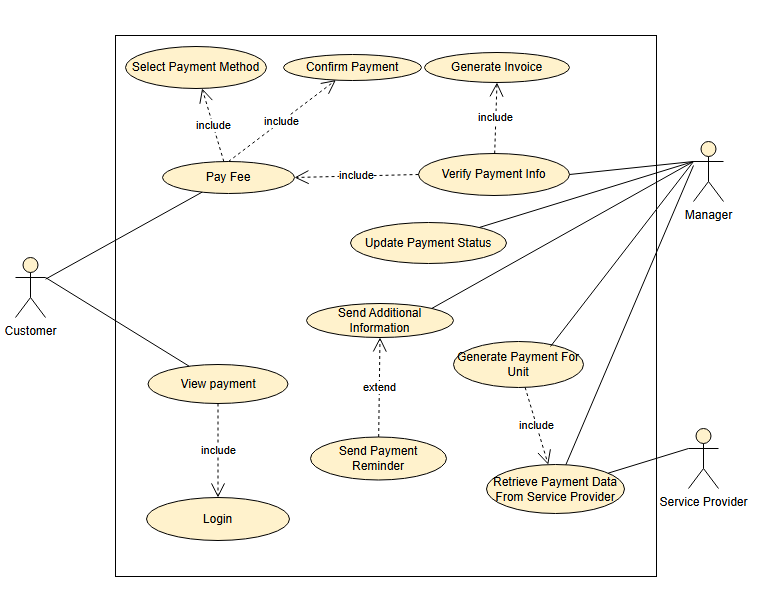 Select Payment Method
Confirm Payment
Generate Invoice
include
include
include
Pay Fee
include
Verify Payment Info
Manager
Update Payment Status
Customer
Send Additional
Information
Generate Payment For
Unit
View payment
extend
include
include
Send Payment
Reminder
Retrieve Payment Data
From Service Provider
Service Provider
Login